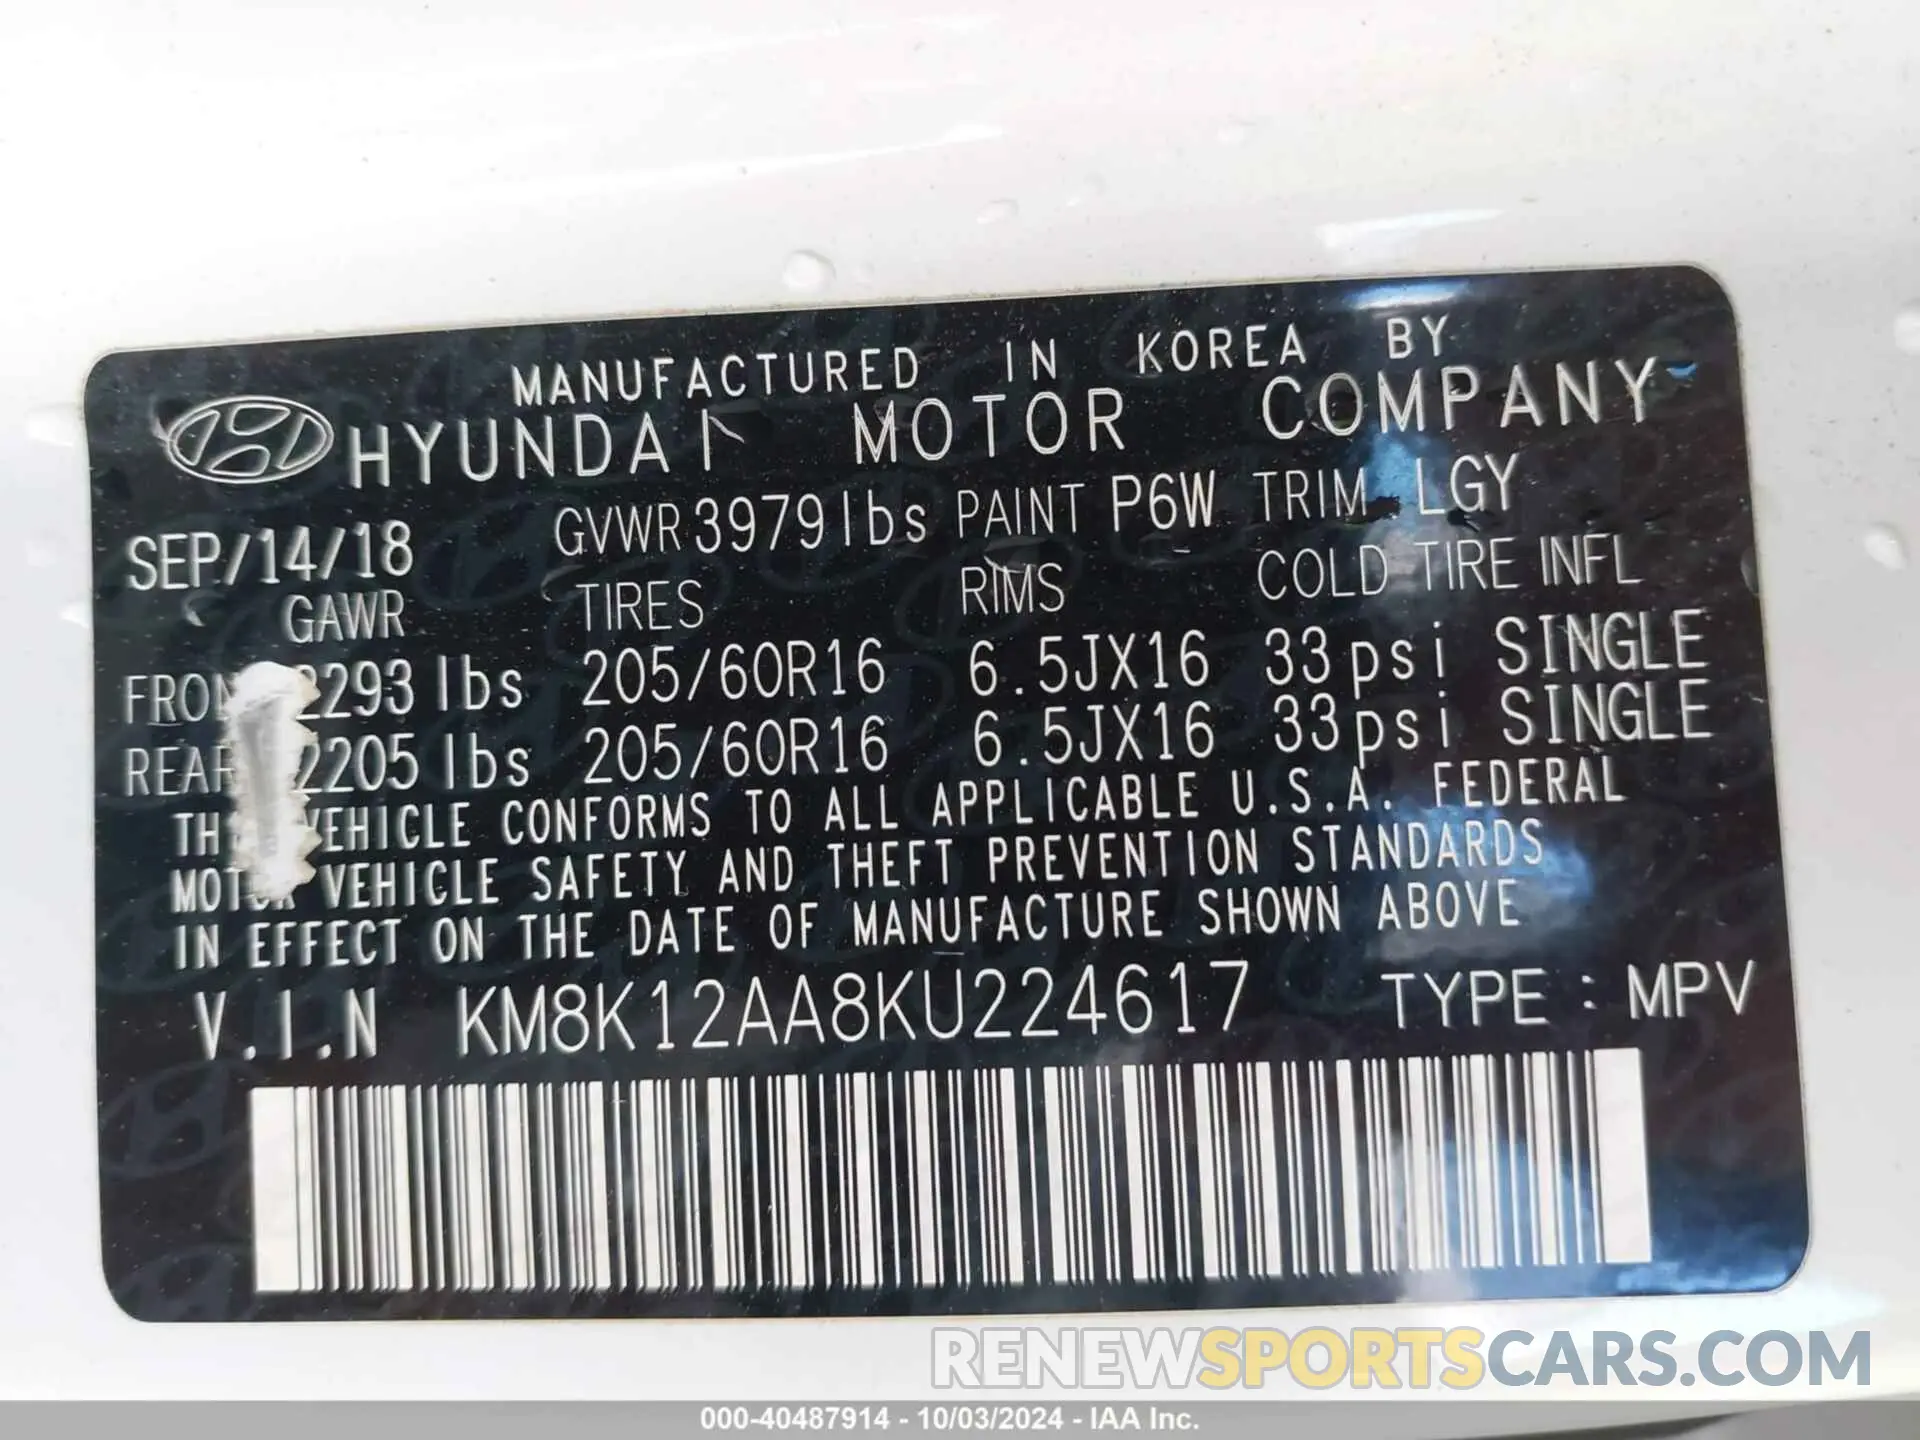 MANUFACTURED IN KOREA BY
HYUNDAI MOTOR COMPANY
SEP/14/18 GVWR 3979lbs PAINT P6W TRIM LGY
GAWR TIRES RIMS COLD TIRE INFL
2293 lbs 205/60R16 6.5JX16 33psi SINGLE
2205 lbs 205/60R16 6.5JX16 33psi SINGLE
VEHICLE CONFORMS TO ALL APPLICABLE U.S.A. FEDERAL
MOTOR VEHICLE SAFETY AND THEFT PREVENTION STANDARDS
IN EFFECT ON THE DATE OF MANUFACTURE SHOWN ABOVE
V.I.N KM8K12AA8KU224617 TYPE : MPV
RENEWSPORTSCARS.COM
000-40487914 - 10/03/2024 - IAA Inc.